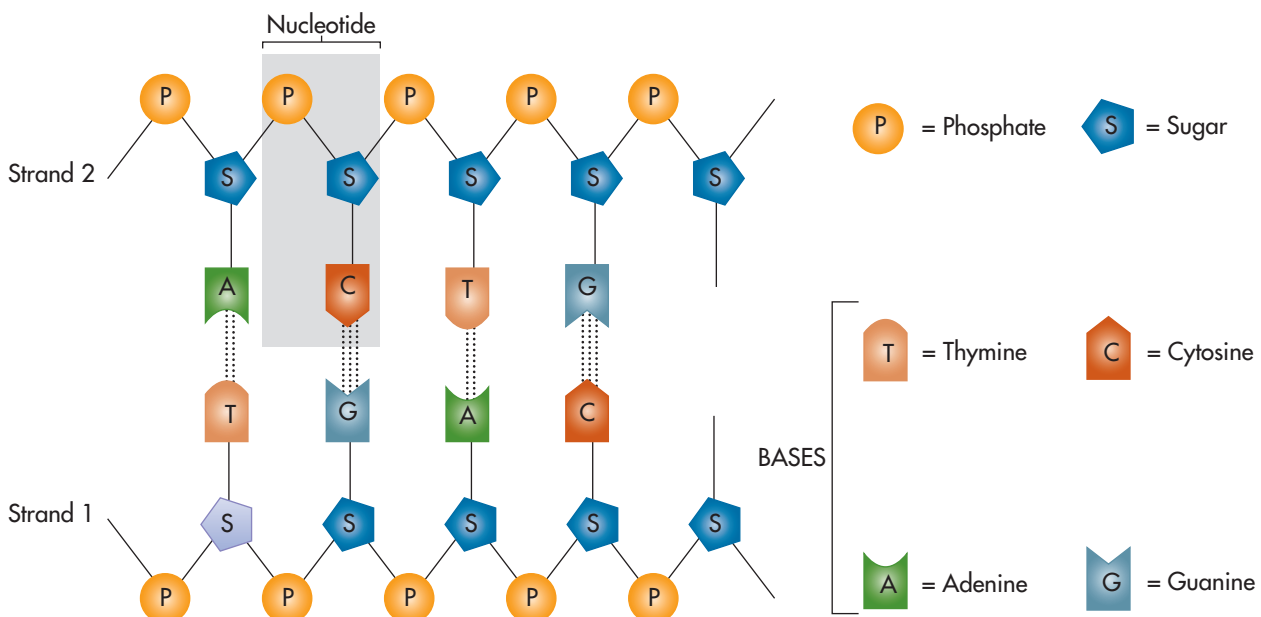 Nucleotide
P P P P P
P = Phosphate S = Sugar
Strand 2 S S S S S
A C T G
T = Thymine C = Cytosine
T G A C
BASES
Strand 1 S S S S S
A = Adenine G = Guanine
P P P P P